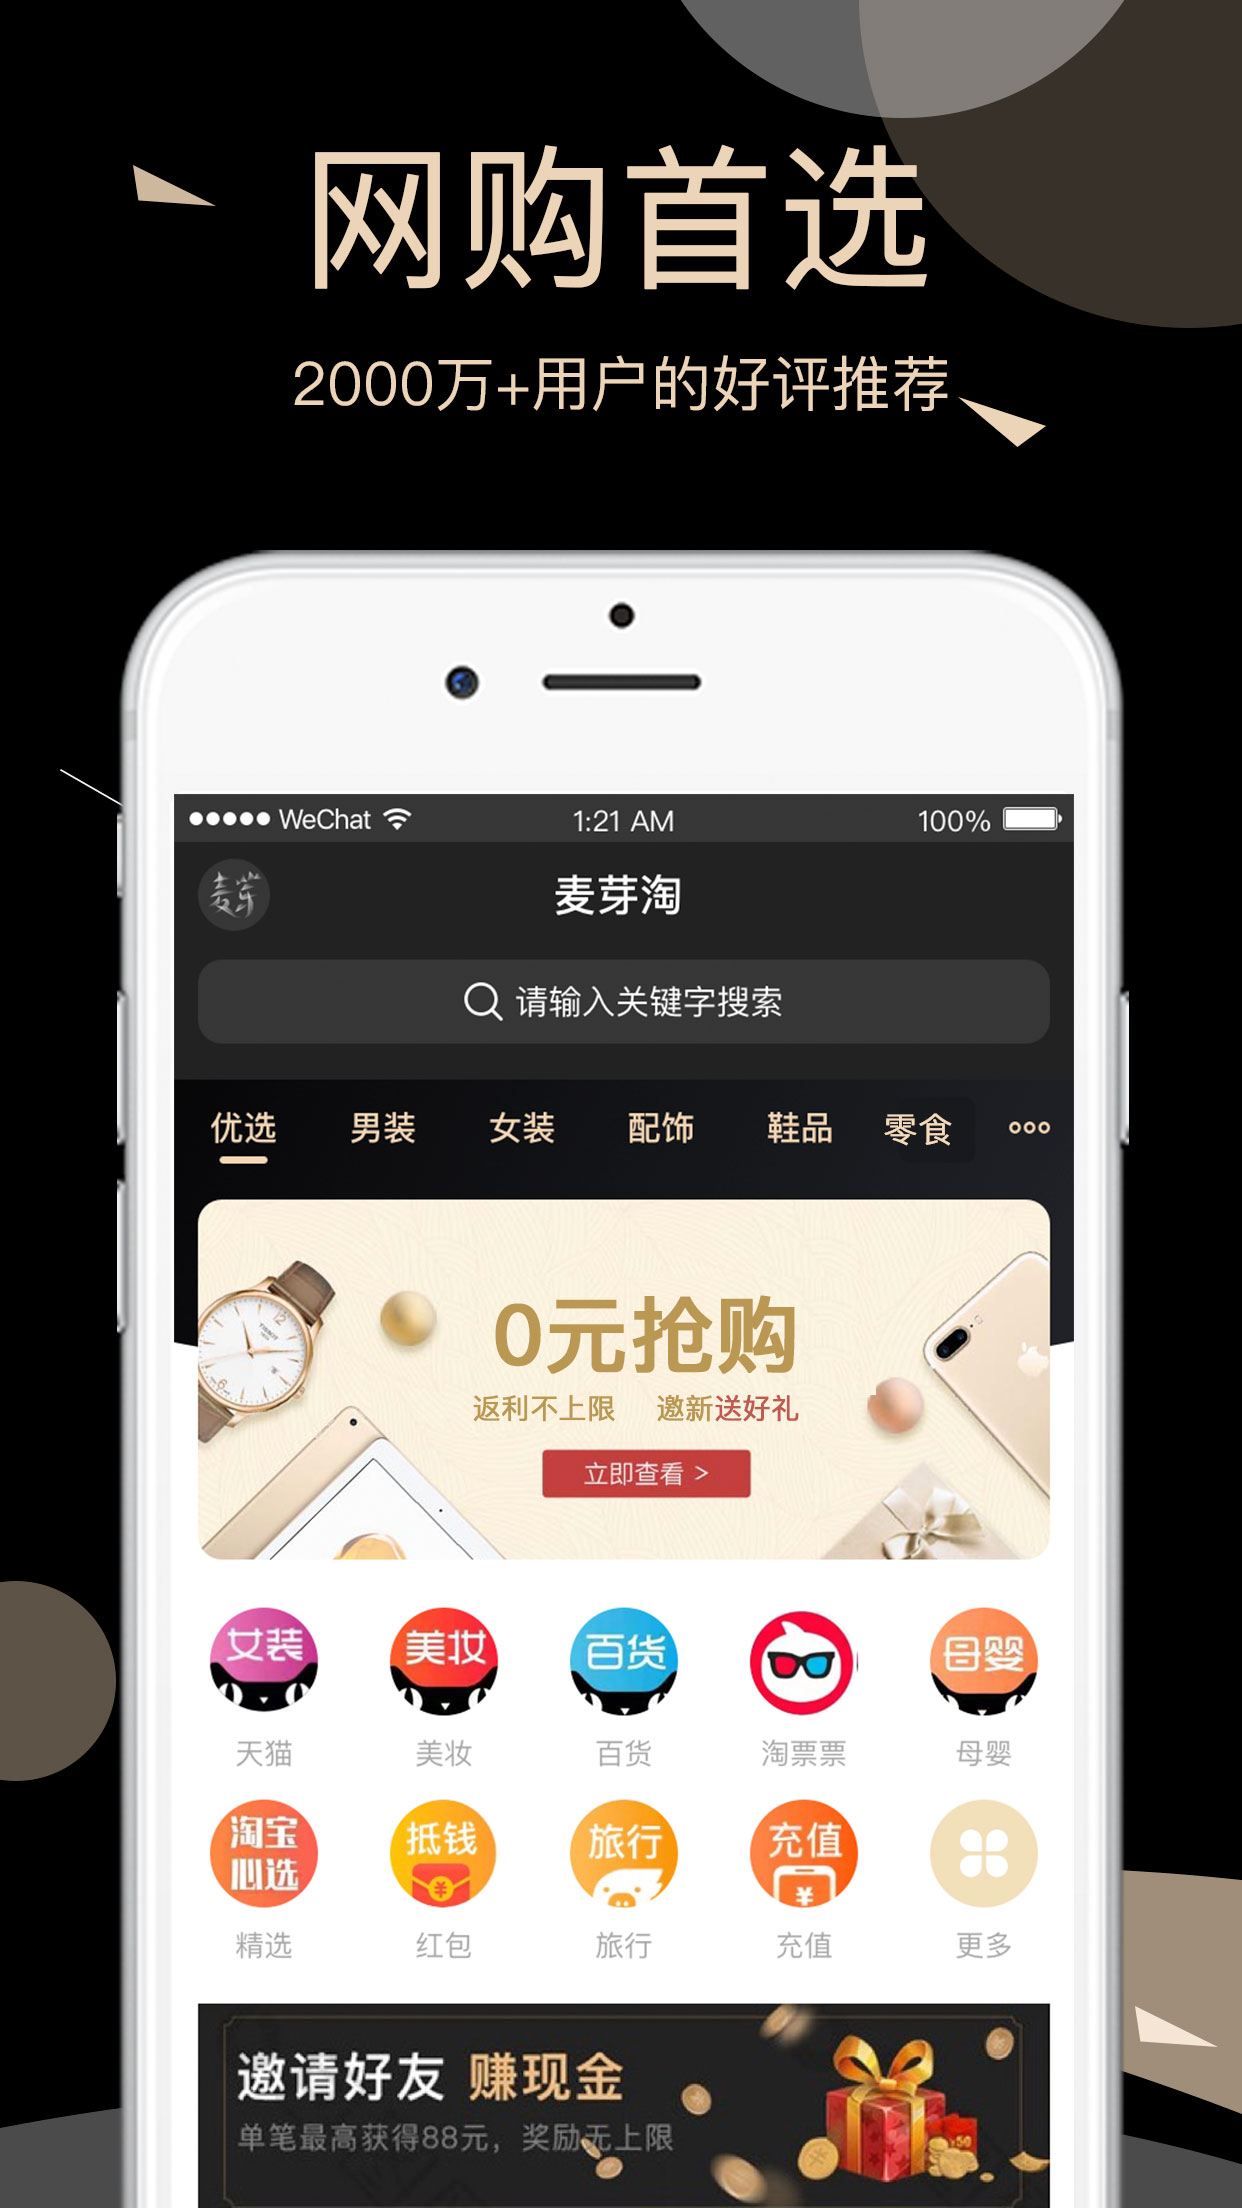 网购首选
2000万+用户的好评推荐
WeChat 1:21 AM 100%
麦芽 麦芽淘
请输入关键字搜索
优选 男装 女装 配饰 鞋品 零食
TISSOT
0元抢购
返利不上限 邀新送好礼
立即查看 >
女装 美妆 百货 母婴
天猫 美妆 百货 淘票票 母婴
淘宝心选 抵钱 旅行 充值
精选 红包 旅行 充值 更多
邀请好友 赚现金
单笔最高获得88元，奖励无上限